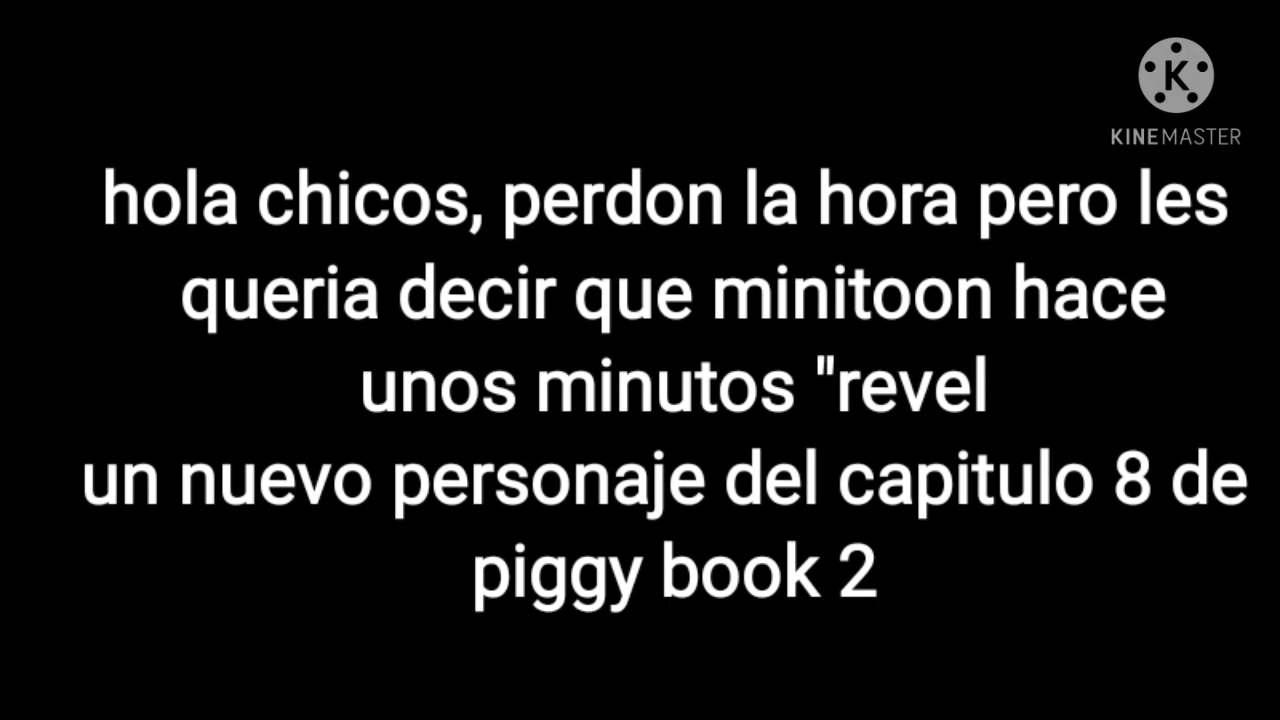 K
KINEMASTER
hola chicos, perdon la hora pero les
queria decir que minitoon hace
unos minutos "revel
un nuevo personaje del capitulo 8 de
piggy book 2